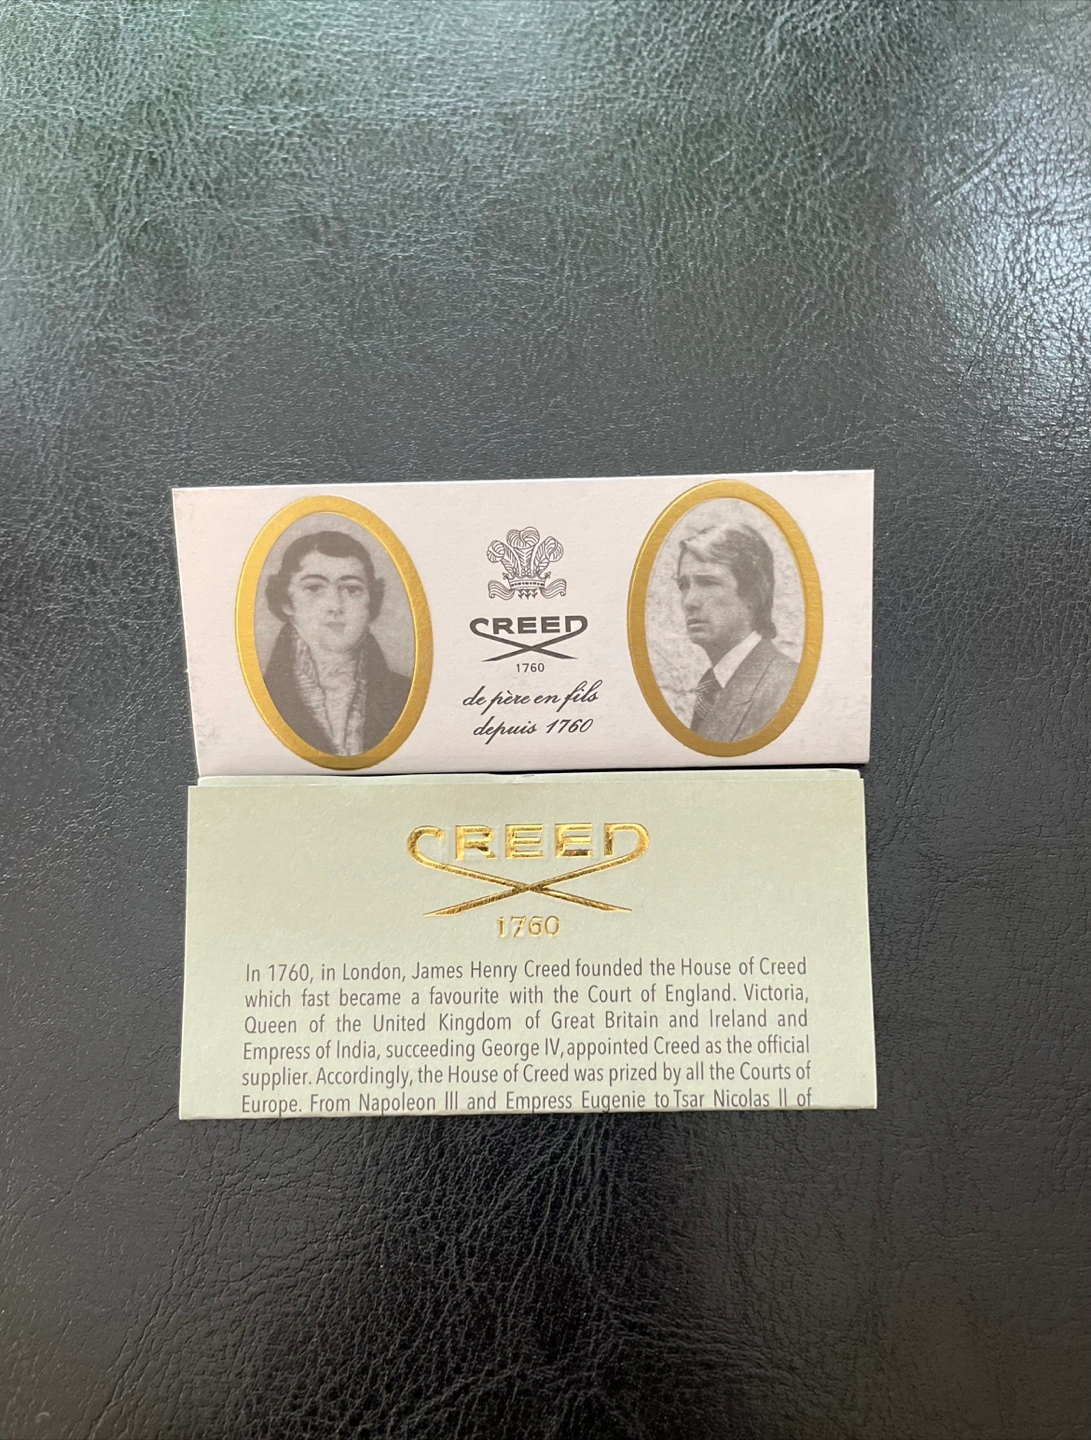 CREED
1760
de père en fils
depuis 1760
CREED
1760
In 1760, in London, James Henry Creed founded the House of Creed
which fast became a favourite with the Court of England. Victoria,
Queen of the United Kingdom of Great Britain and Ireland and
Empress of India, succeeding George IV, appointed Creed as the official
supplier. Accordingly, the House of Creed was prized by all the Courts of
Europe. From Napoleon III and Empress Eugenie to Tsar Nicolas II of